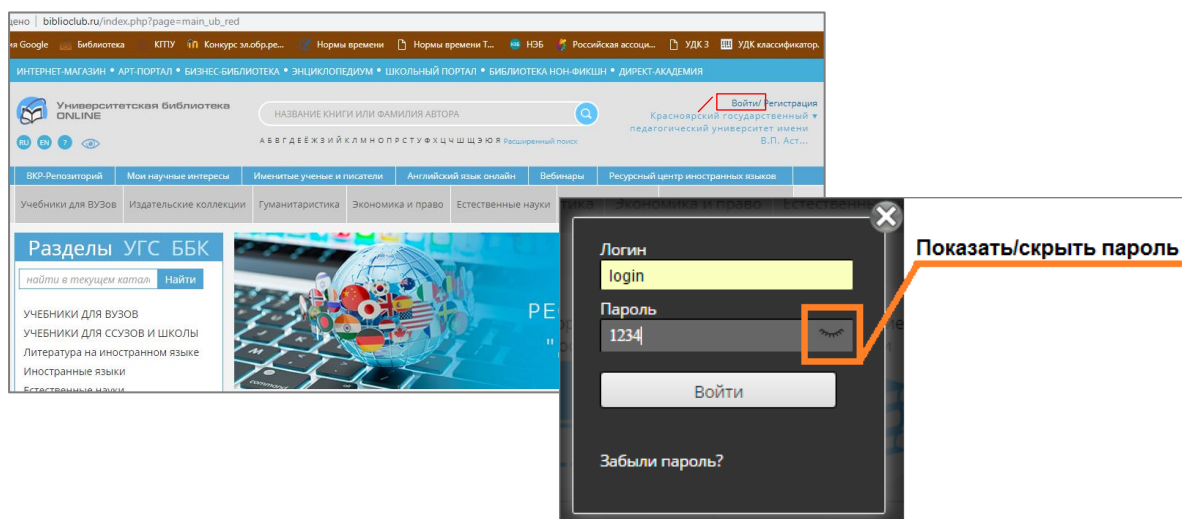 цено biblioclub.ru/index.php?page=main_ub_red
ия Google Библиотека КГПУ Конкурс эл.обр.ре... Нормы времени Нормы времени Т... НЭБ Российская ассоци... УДК 3 УДК классификатор.
ИНТЕРНЕТ-МАГАЗИН • АРТ-ПОРТАЛ • БИЗНЕС-БИБЛИОТЕКА • ЭНЦИКЛОПЕДИУМ • ШКОЛЬНЫЙ ПОРТАЛ • БИБЛИОТЕКА НОН-ФИКШН • ДИРЕКТ-АКАДЕМИЯ
Университетская библиотека
ONLINE
НАЗВАНИЕ КНИГИ ИЛИ ФАМИЛИЯ АВТОРА
Войти/ Регистрация
Красноярский государственный
педагогический университет имени
В.П. Аст...
RU EN ?
А Б В Г Д Е Ё Ж З И Й К Л М Н О П Р С Т У Ф Х Ц Ч Ш Щ Э Ю Я Расширенный поиск
ВКР-Репозиторий Мои научные интересы Именитые ученые и писатели Английский язык онлайн Вебинары Ресурсный центр иностранных языков
Учебники для ВУЗов Издательские коллекции Гуманитаристика Экономика и право Естественные науки
Разделы УГС ББК
найти в текущем катал Найти
УЧЕБНИКИ ДЛЯ ВУЗОВ
УЧЕБНИКИ ДЛЯ ССУЗОВ И ШКОЛЫ
Литература на иностранном языке
Иностранные языки
Естественные науки
command
РЕ
Логин
login
Пароль
1234
Войти
Забыли пароль?
Показать/скрыть пароль